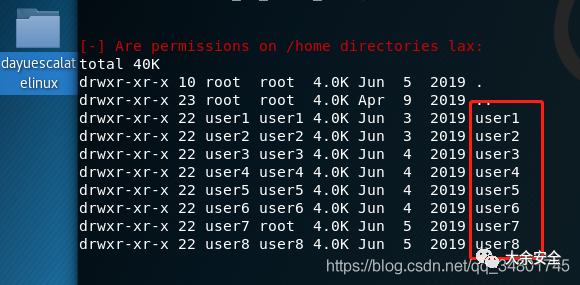 [-] Are permissions on /home directories lax:
total 40K
drwxr-xr-x 10 root root 4.0K Jun 5 2019 .
drwxr-xr-x 23 root root 4.0K Apr 9 2019 ..
drwxr-xr-x 22 user1 user1 4.0K Jun 3 2019 user1
drwxr-xr-x 22 user2 user2 4.0K Jun 3 2019 user2
drwxr-xr-x 22 user3 user3 4.0K Jun 4 2019 user3
drwxr-xr-x 22 user4 user4 4.0K Jun 4 2019 user4
drwxr-xr-x 22 user5 user5 4.0K Jun 4 2019 user5
drwxr-xr-x 22 user6 user6 4.0K Jun 4 2019 user6
drwxr-xr-x 22 user7 root 4.0K Jun 5 2019 user7
drwxr-xr-x 22 user8 user8 4.0K Jun 5 2019 user8
dayuescalat
elinux
大余安全
https://blog.csdn.net/qq_34801745